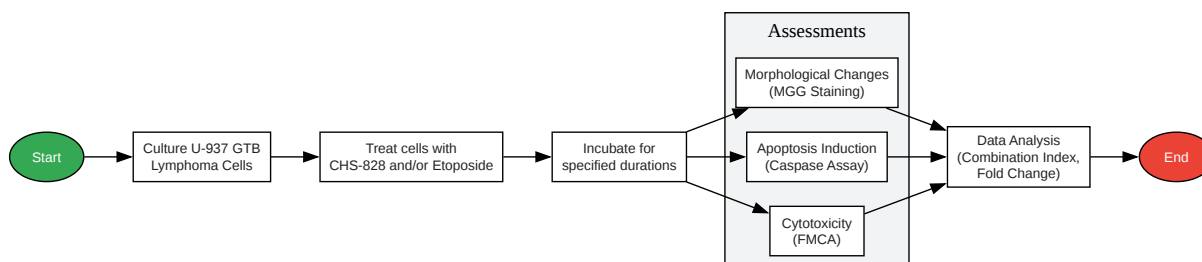 Start
Culture U-937 GTB
Lymphoma Cells
Treat cells with
CHS-828 and/or Etoposide
Incubate for
specified durations
Assessments
Morphological Changes
(MGG Staining)
Apoptosis Induction
(Caspase Assay)
Cytotoxicity
(FMCA)
Data Analysis
(Combination Index,
Fold Change)
End